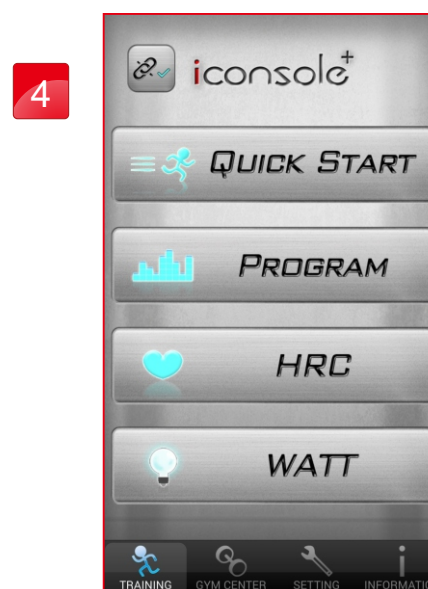 4
iconsole+
QUICK START
PROGRAM
HRC
WATT
TRAINING GYM CENTER SETTING